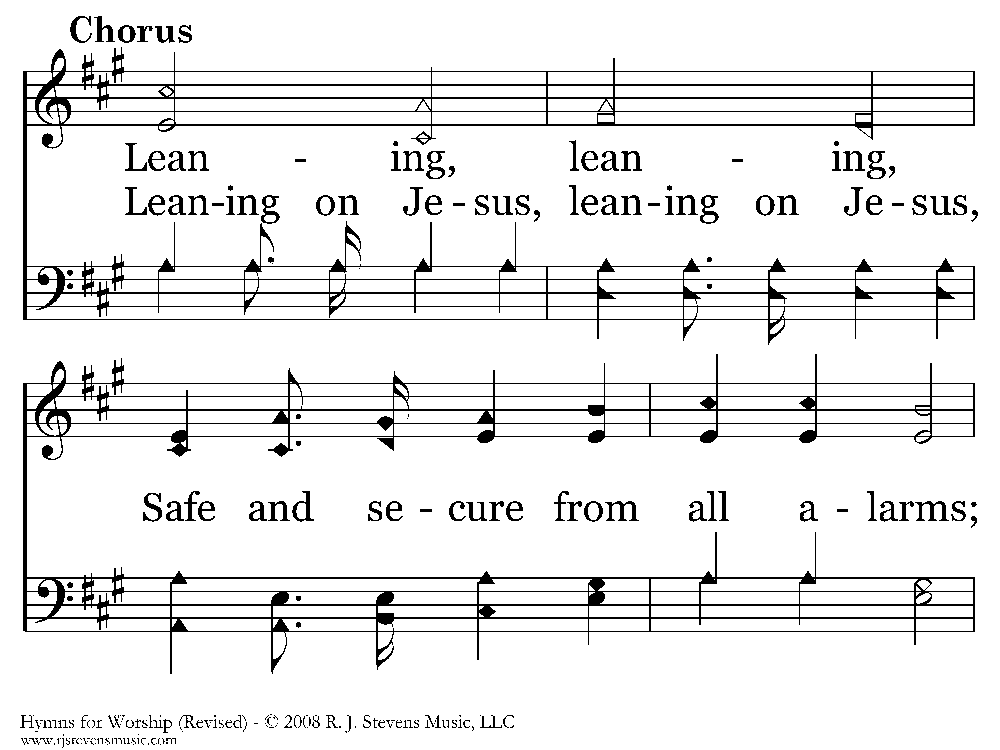 Chorus
Lean - ing, lean - ing,
Lean-ing on Je - sus, lean-ing on Je - sus,
Safe and se - cure from all a - larms;
Hymns for Worship (Revised) - © 2008 R. J. Stevens Music, LLC
www.rjstevensmusic.com